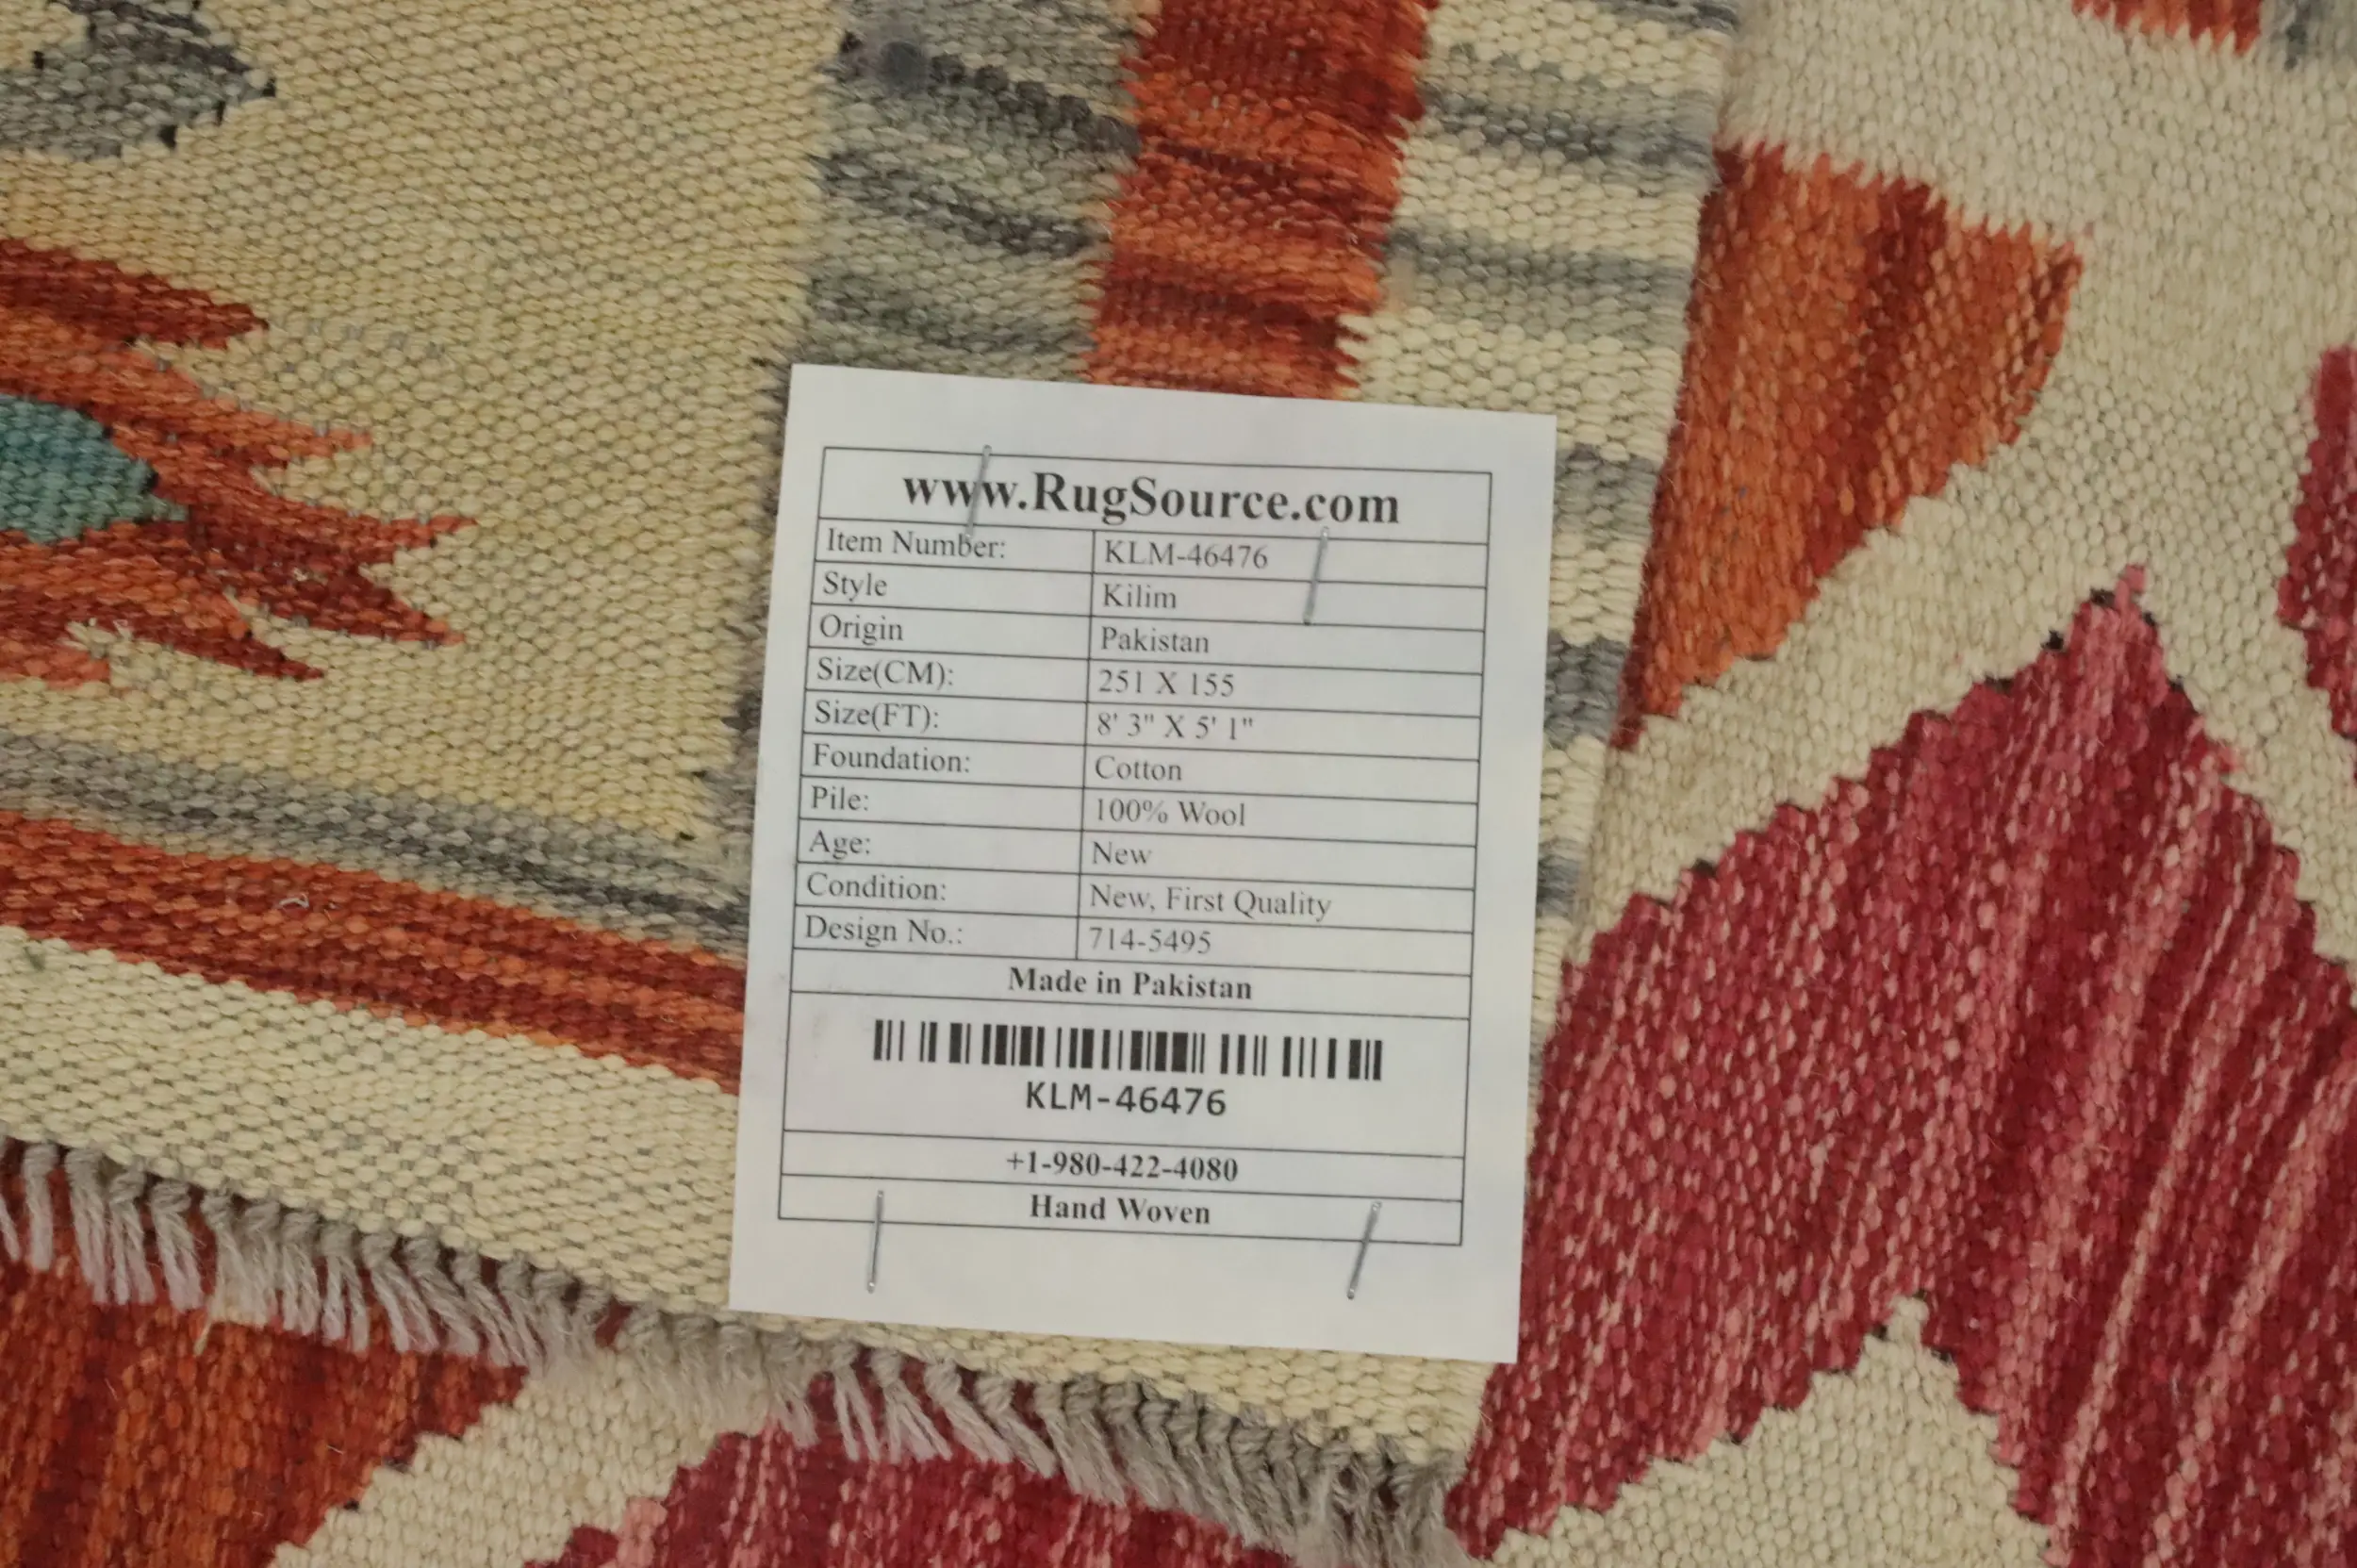 www.RugSource.com
Item Number: KLM-46476
Style Kilim
Origin Pakistan
Size(CM): 251 X 155
Size(FT): 8' 3" X 5' 1"
Foundation: Cotton
Pile: 100% Wool
Age: New
Condition: New, First Quality
Design No.: 714-5495
Made in Pakistan
KLM-46476
+1-980-422-4080
Hand Woven